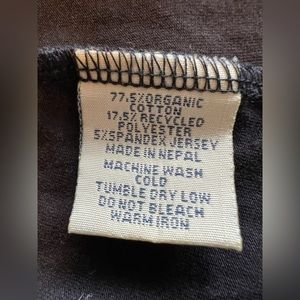 77.5%ORGANIC
COTTON
17.5%RECYCLED
POLYESTER
5%SPANDEX JERSEY
MADE IN NEPAL
MACHINE WASH
COLD
TUMBLE DRY LOW
DO NOT BLEACH
WARM IRON